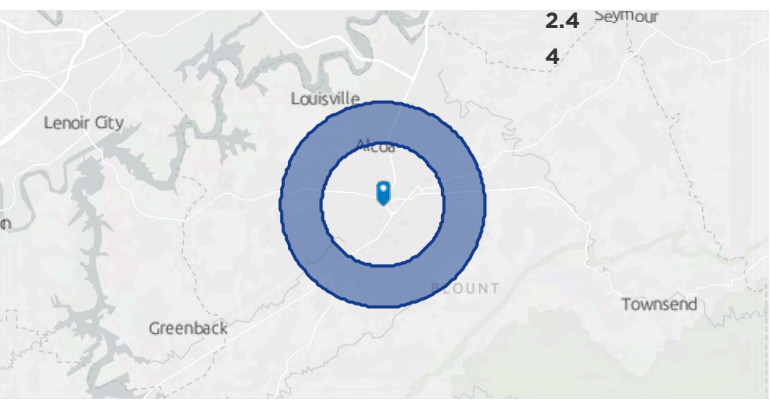 2.4
Seymour
4
Louisville
Lenoir City
Alcoa
n
BLOUNT
Townsend
Greenback